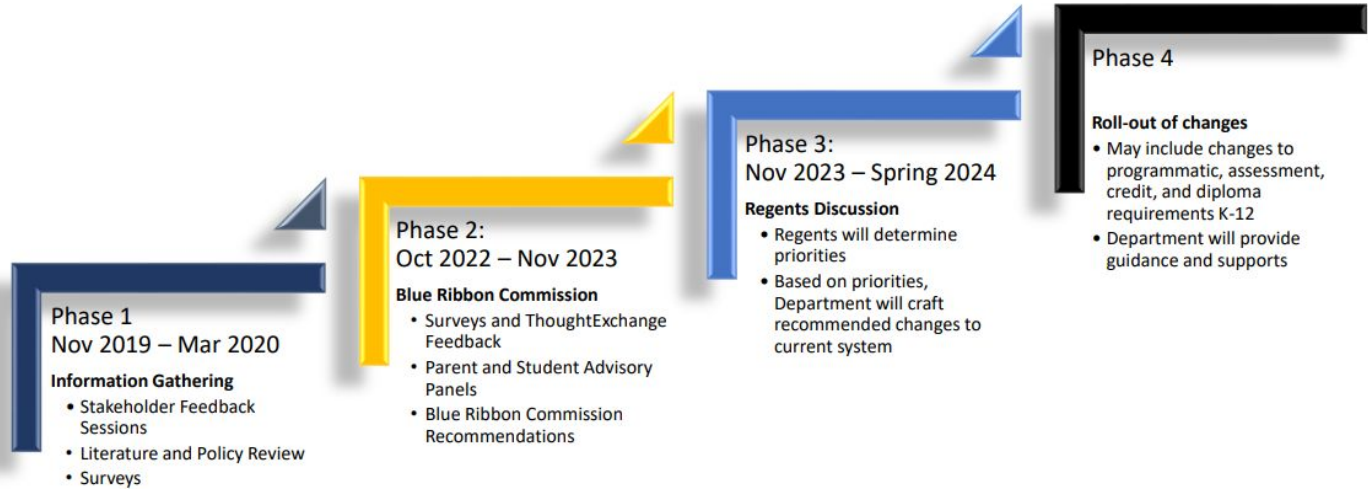 Phase 1
Nov 2019 – Mar 2020
Information Gathering
• Stakeholder Feedback
Sessions
• Literature and Policy Review
• Surveys
Phase 2:
Oct 2022 – Nov 2023
Blue Ribbon Commission
• Surveys and ThoughtExchange
Feedback
• Parent and Student Advisory
Panels
• Blue Ribbon Commission
Recommendations
Phase 3:
Nov 2023 – Spring 2024
Regents Discussion
• Regents will determine
priorities
• Based on priorities,
Department will craft
recommended changes to
current system
Phase 4
Roll-out of changes
• May include changes to
programmatic, assessment,
credit, and diploma
requirements K-12
• Department will provide
guidance and supports